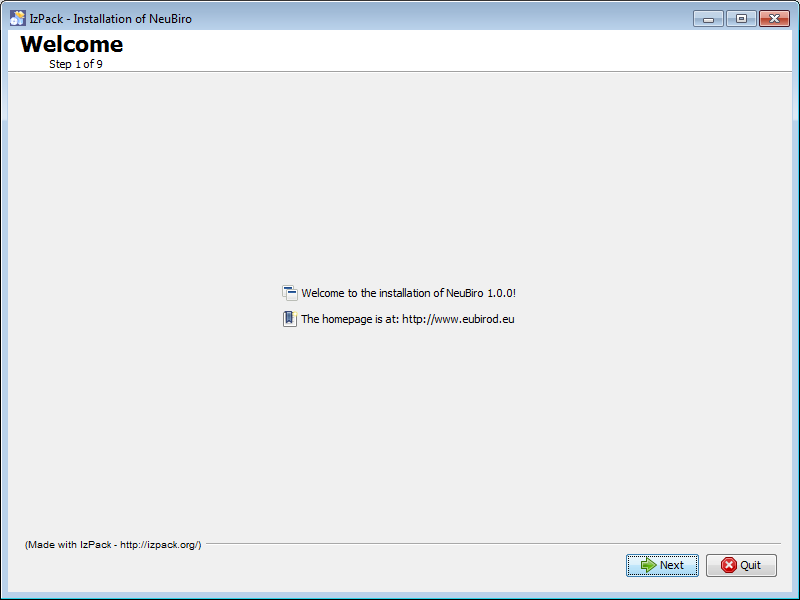 IzPack - Installation of NeuBiro
Welcome
Step 1 of 9
Welcome to the installation of NeuBiro 1.0.0!
The homepage is at: http://www.eubirod.eu
(Made with IzPack - http://izpack.org/)
Next
Quit